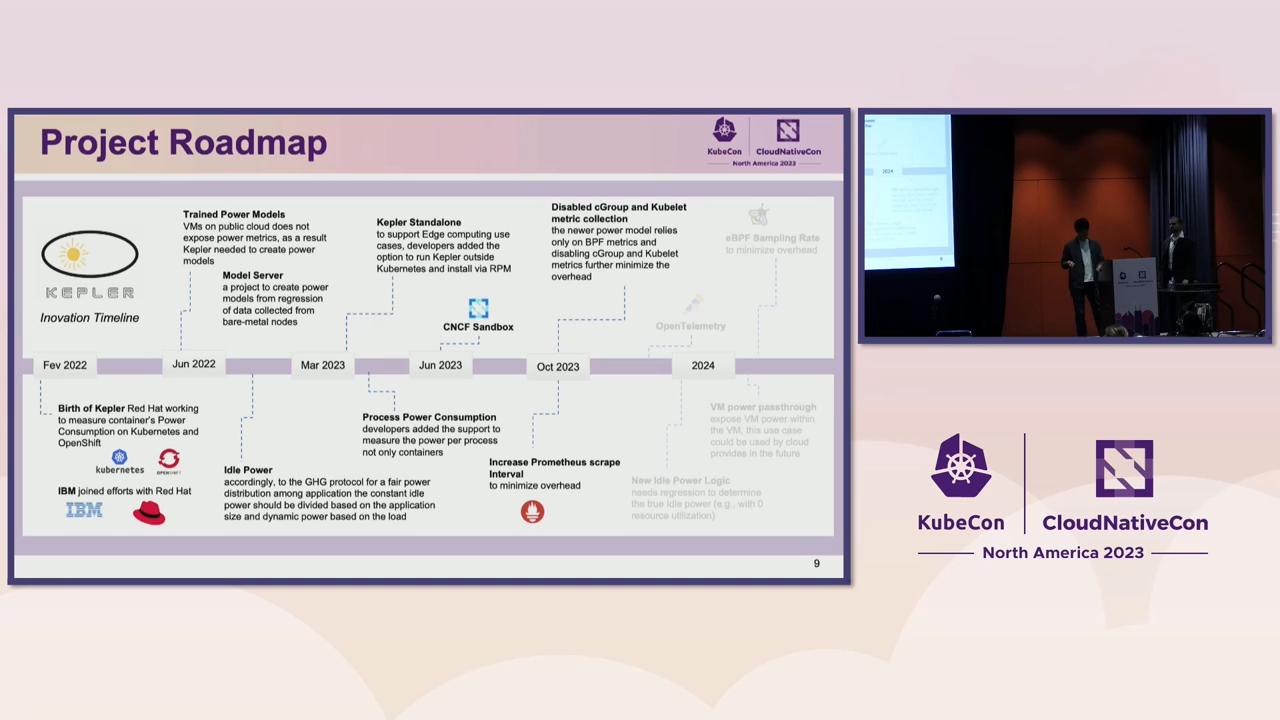 Project Roadmap
KubeCon
CloudNativeCon
North America 2023
KEPLER
Inovation Timeline
Trained Power Models
VMs on public cloud does not
expose power metrics, as a result
Kepler needed to create power
models
Model Server
a project to create power
models from regression
of data collected from
bare-metal nodes
Kepler Standalone
to support Edge computing use
cases, developers added the
option to run Kepler outside
Kubernetes and install via RPM
CNCF Sandbox
Disabled cGroup and Kubelet
metric collection
the newer power model relies
only on BPF metrics and
disabling cGroup and Kubelet
metrics further minimize the
overhead
eBPF Sampling Rate
to minimize overhead
OpenTelemetry
Fev 2022
Jun 2022
Mar 2023
Jun 2023
Oct 2023
2024
Birth of Kepler Red Hat working
to measure container's Power
Consumption on Kubernetes and
OpenShift
kubernetes
OPENSHIFT
IBM joined efforts with Red Hat
IBM
Idle Power
accordingly, to the GHG protocol for a fair power
distribution among application the constant idle
power should be divided based on the application
size and dynamic power based on the load
Process Power Consumption
developers added the support to
measure the power per process
not only containers
Increase Prometheus scrape
Interval
to minimize overhead
New Idle Power Logic
needs regression to determine
the true Idle power (e.g., with 0
resource utilization)
VM power passthrough
expose VM power within
the VM, this use case
could be used by cloud
provides in the future
9
2024
KubeCon
CloudNativeCon
North America 2023